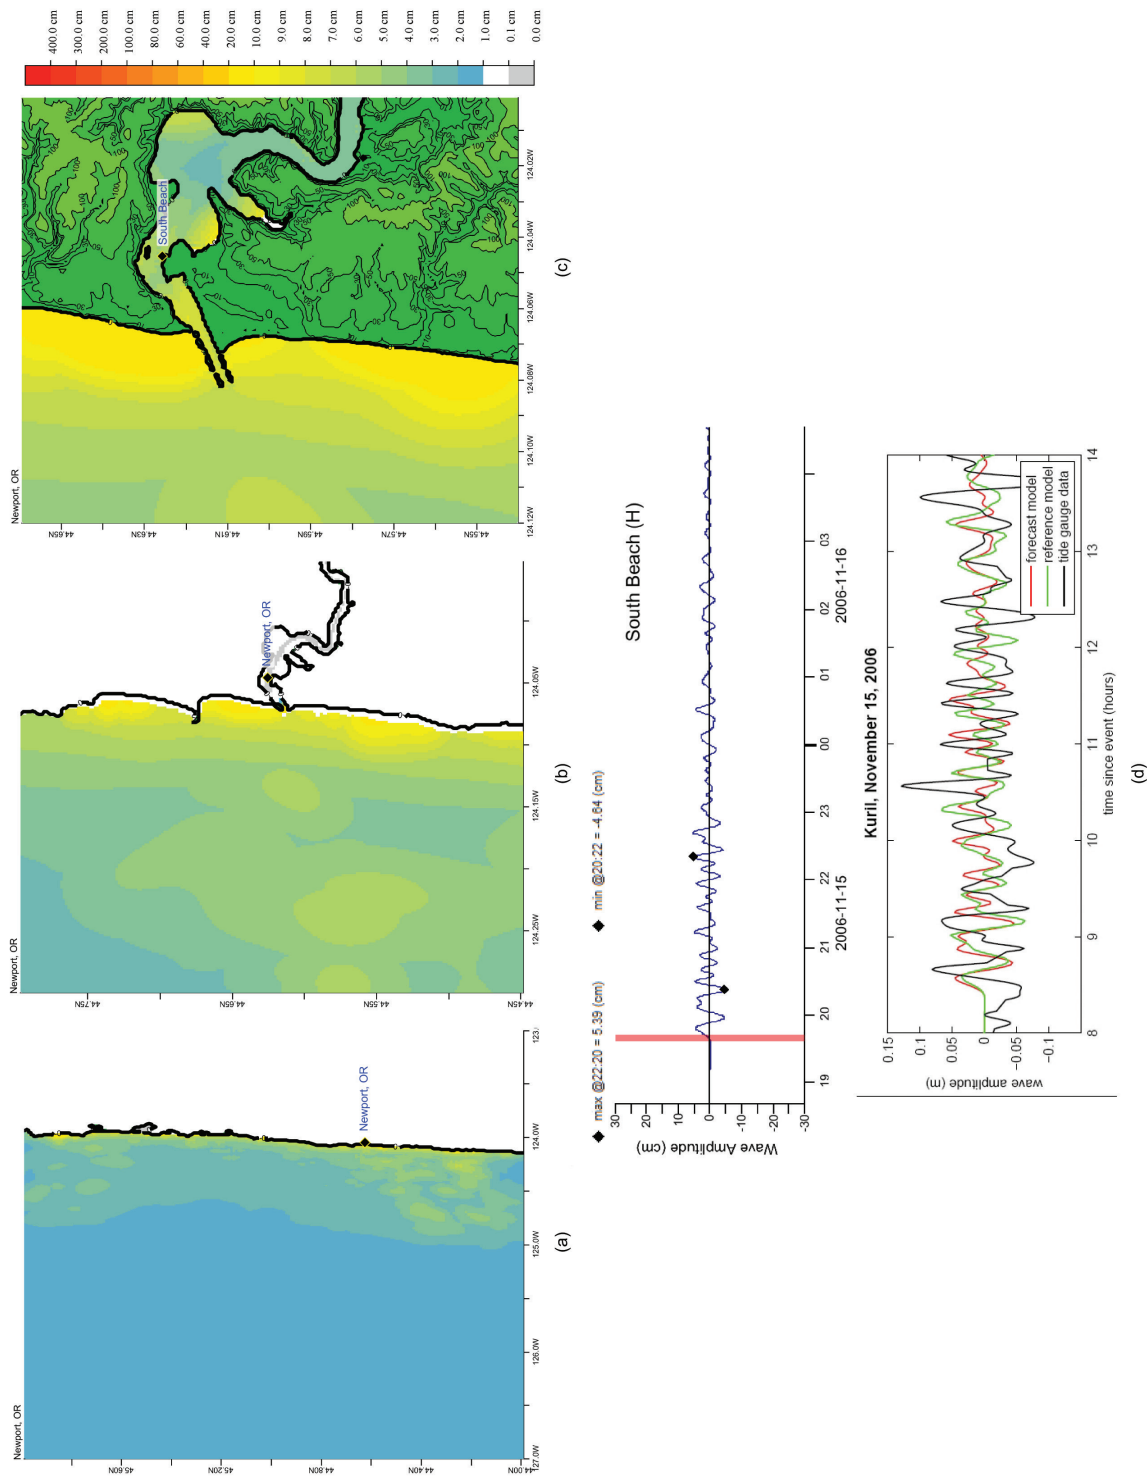 Newport, OR
45.60N
45.20N
44.80N
44.40N
44.00N
127.0W
126.0W
125.0W
124.0W
123.
Newport, OR
0
0
(a)
Newport, OR
44.75N
44.65N
44.55N
44.45N
124.25W
124.15W
124.05W
Newport, OR
0
0
(b)
Newport, OR
44.65N
44.63N
44.61N
44.59N
44.57N
44.55N
124.12W
124.10W
124.08W
124.06W
124.04W
124.02W
South Beach
100
50
10
(c)
400.0 cm
200.0 cm
100.0 cm
80.0 cm
60.0 cm
40.0 cm
20.0 cm
10.0 cm
9.0 cm
8.0 cm
7.0 cm
6.0 cm
5.0 cm
4.0 cm
3.0 cm
2.0 cm
1.0 cm
0.1 cm
0.0 cm
max @22:20 = 5.39 (cm)
min @20:22 = -4.64 (cm)
South Beach (H)
Wave Amplitude
(cm)
30
20
10
0
-10
-20
-30
19
20
21
22
23
00
01
02
03
2006-11-15
2006-11-16
Kuril, November 15, 2006
wave amplitude (m)
0.15
0.1
0.05
0
-0.05
-0.1
8
9
10
11
12
13
14
forecast model
reference model
tide gauge data
time since event (hours)
(d)